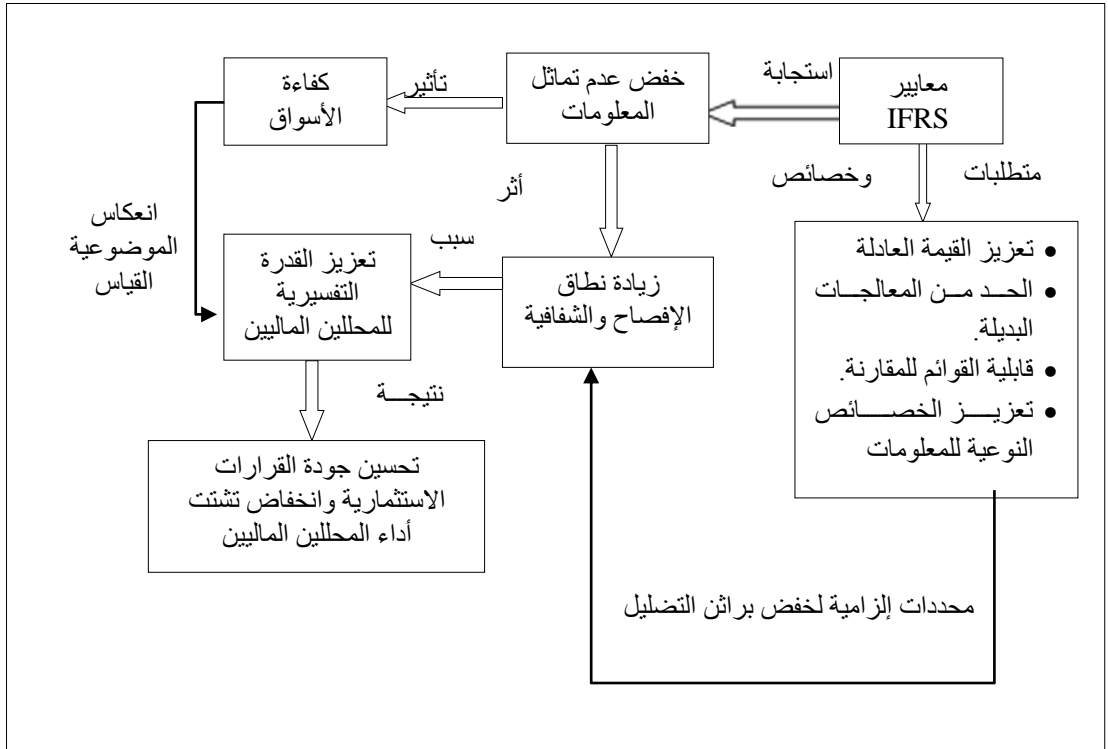 معايير
IFRS
استجابة
خفض عدم تماثل
المعلومات
تأثير
كفاءة
الأسواق
متطلبات
وخصائص
أثر
انعكاس
الموضوعية
القياس
سبب
• تعزيز القيمة العادلة
• الحد من المعالجات
البديلة.
• قابلية القوائم للمقارنة.
• تعزيز الخصائص
النوعية للمعلومات
زيادة نطاق
الإفصاح والشفافية
تعزيز القدرة
التفسيرية
للمحللين الماليين
نتيجة
تحسين جودة القرارات
الاستثمارية وانخفاض تشتت
أداء المحللين الماليين
محددات إلزامية لخفض براثن التضليل